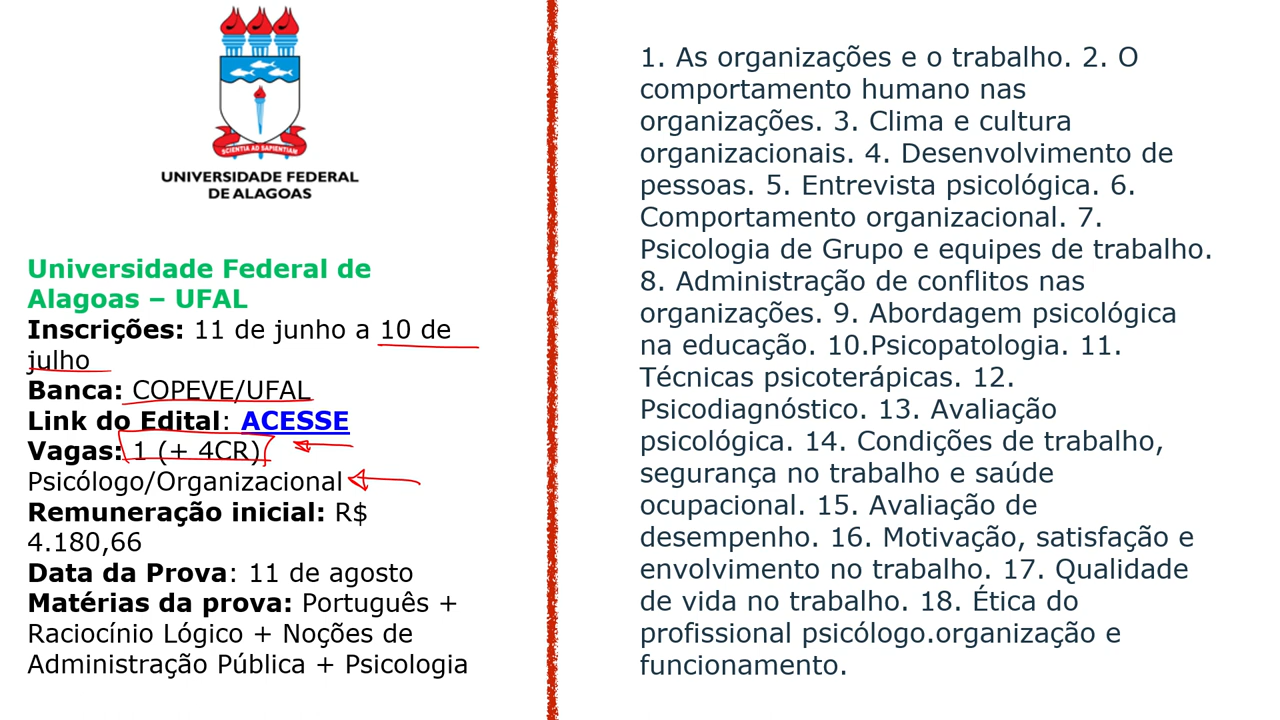 SCIENTIA AD SAPIENTIAM
UNIVERSIDADE FEDERAL
DE ALAGOAS
Universidade Federal de
Alagoas – UFAL
Inscrições: 11 de junho a 10 de
julho
Banca: COPEVE/UFAL
Link do Edital: ACESSE
Vagas: 1 (+ 4CR)
Psicólogo/Organizacional
Remuneração inicial: R$
4.180,66
Data da Prova: 11 de agosto
Matérias da prova: Português +
Raciocínio Lógico + Noções de
Administração Pública + Psicologia
1. As organizações e o trabalho. 2. O
comportamento humano nas
organizações. 3. Clima e cultura
organizacionais. 4. Desenvolvimento de
pessoas. 5. Entrevista psicológica. 6.
Comportamento organizacional. 7.
Psicologia de Grupo e equipes de trabalho.
8. Administração de conflitos nas
organizações. 9. Abordagem psicológica
na educação. 10.Psicopatologia. 11.
Técnicas psicoterápicas. 12.
Psicodiagnóstico. 13. Avaliação
psicológica. 14. Condições de trabalho,
segurança no trabalho e saúde
ocupacional. 15. Avaliação de
desempenho. 16. Motivação, satisfação e
envolvimento no trabalho. 17. Qualidade
de vida no trabalho. 18. Ética do
profissional psicólogo.organização e
funcionamento.